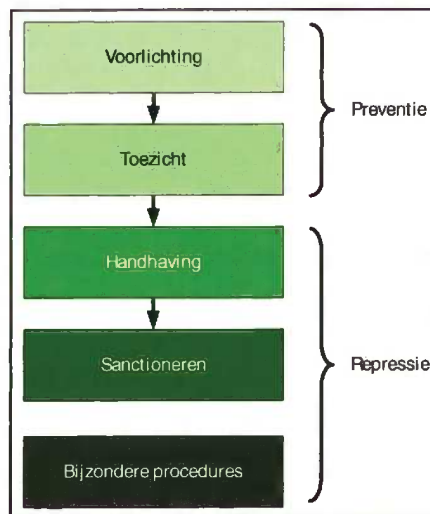 Voorlichting
Toezicht
Preventie
Handhaving
Sanctioneren
Bijzondere procedures
Repressie